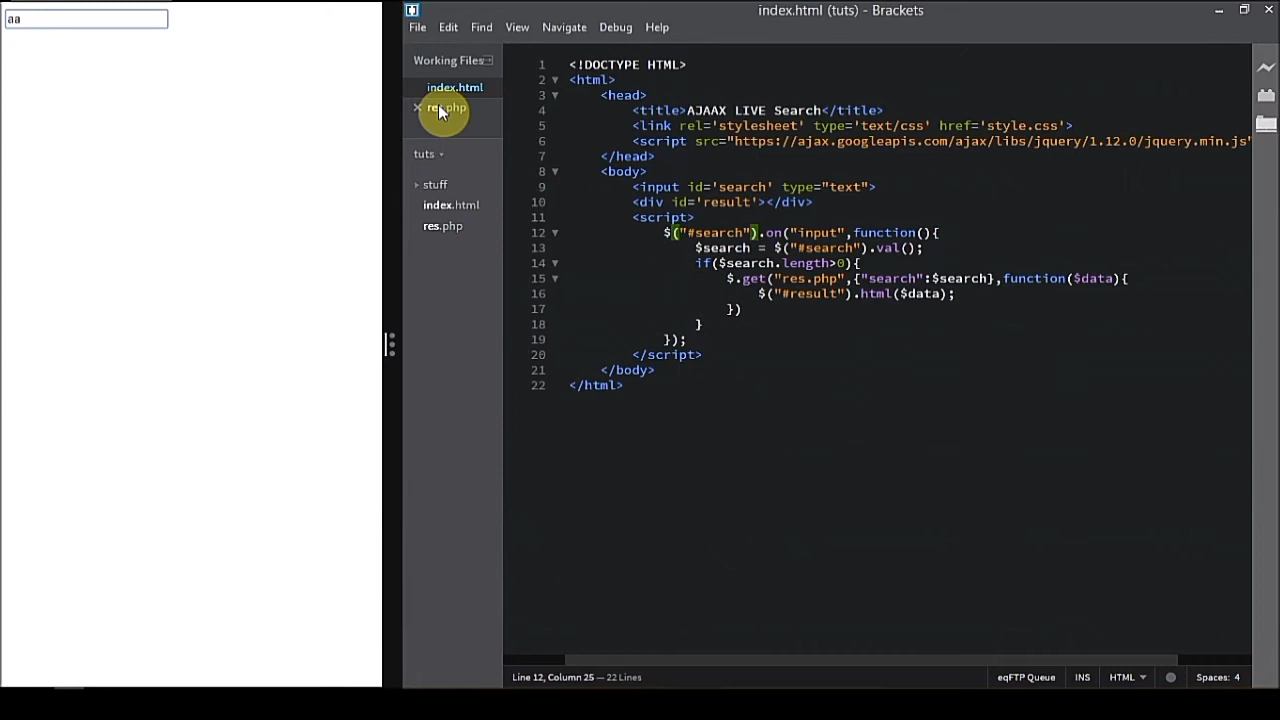 aa
index.html (tuts) - Brackets
File Edit Find View Navigate Debug Help
Working Files
index.html
res.php
tuts
stuff
index.html
res.php
1 <!DOCTYPE HTML>
2 <html>
3 <head>
4 <title>AJAAX LIVE Search</title>
5 <link rel='stylesheet' type='text/css' href='style.css'>
6 <script src="https://ajax.googleapis.com/ajax/libs/jquery/1.12.0/jquery.min.js"
7 </head>
8 <body>
9 <input id='search' type="text">
10 <div id='result'></div>
11 <script>
12 $("#search").on("input",function(){
13 $search = $("#search").val();
14 if($search.length>0){
15 $.get("res.php",{"search":$search},function($data){
16 $("#result").html($data);
17 })
18 }
19 });
20 </script>
21 </body>
22 </html>
Line 12, Column 25 — 22 Lines
eqFTP Queue INS HTML Spaces: 4